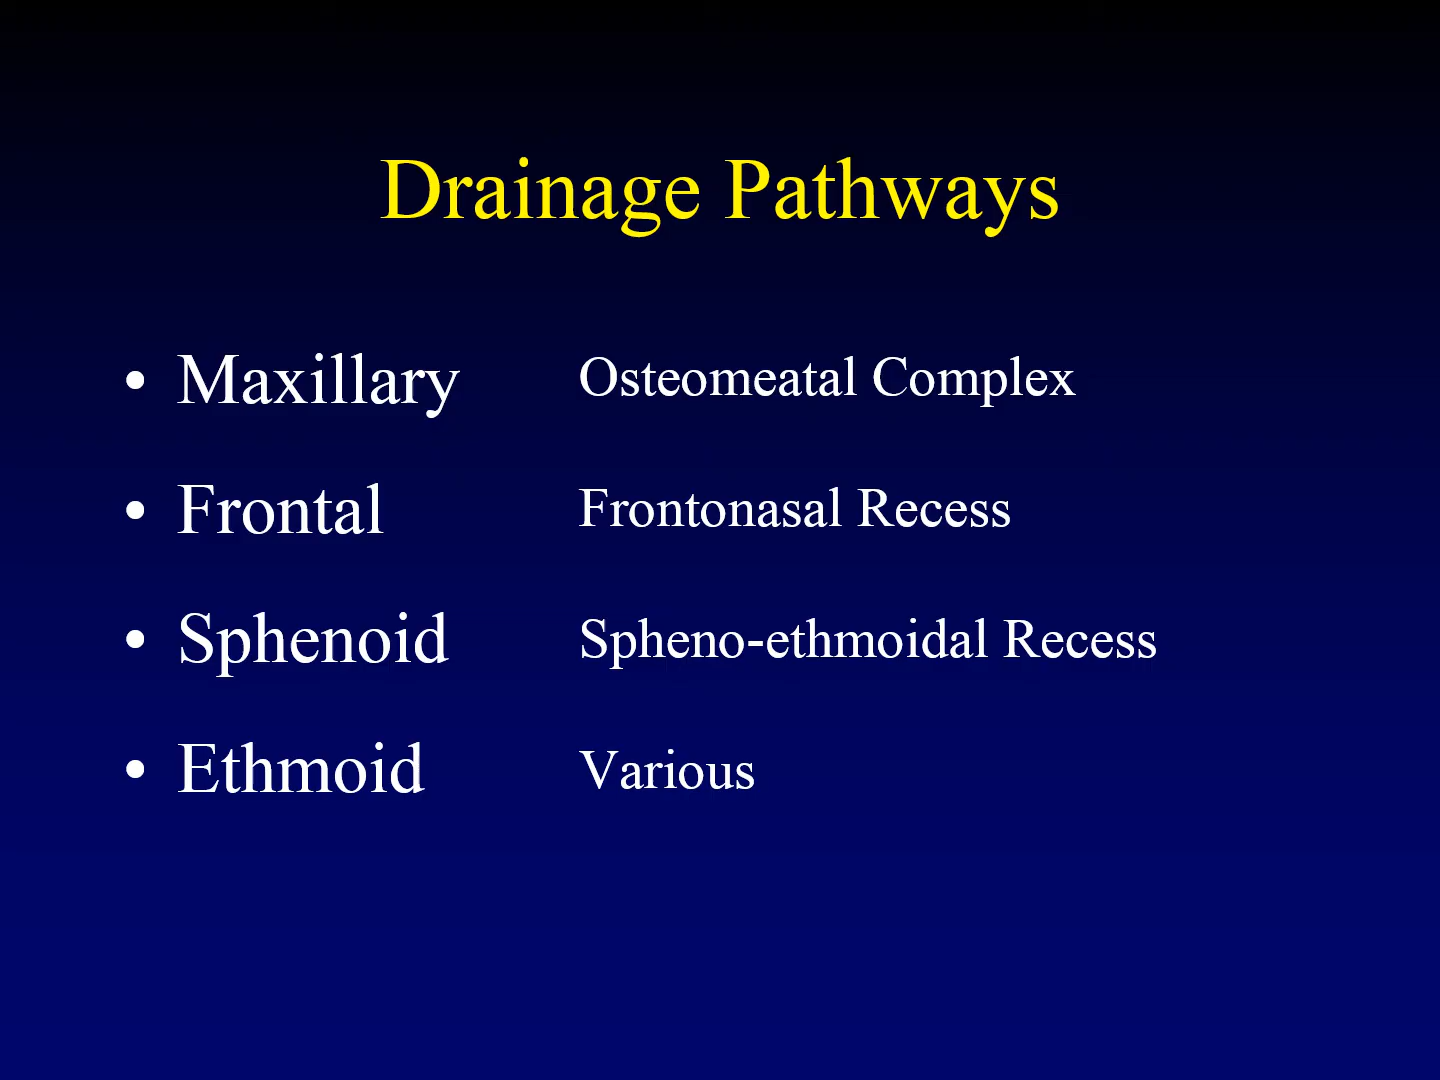 Drainage Pathways
• Maxillary Osteomeatal Complex
• Frontal Frontonasal Recess
• Sphenoid Spheno-ethmoidal Recess
• Ethmoid Various